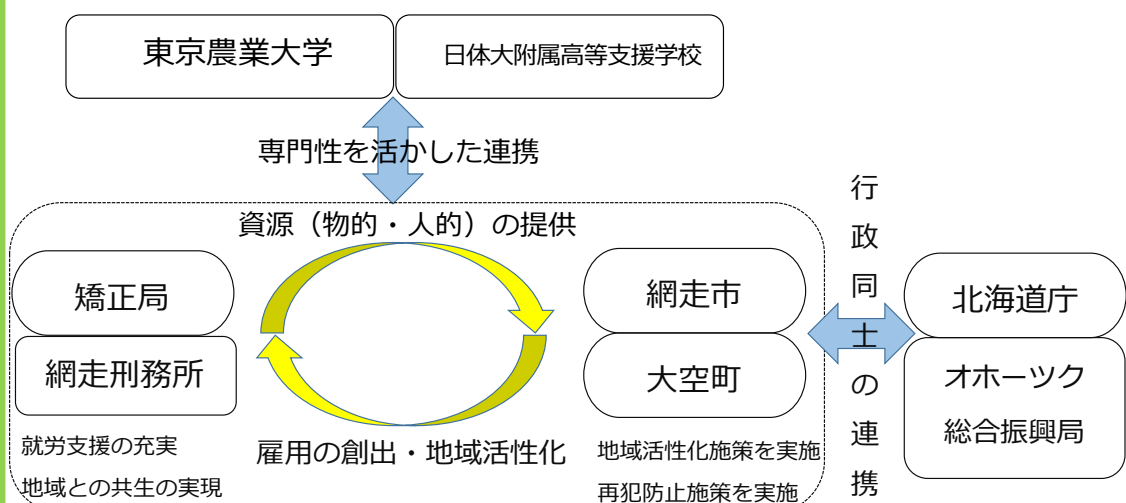 東京農業大学
日体大附属高等支援学校
専門性を活かした連携
資源（物的・人的）の提供
矯正局
網走刑務所
就労支援の充実
地域との共生の実現
雇用の創出・地域活性化
網走市
大空町
地域活性化施策を実施
再犯防止施策を実施
行政同士の連携
北海道庁
オホーツク
総合振興局